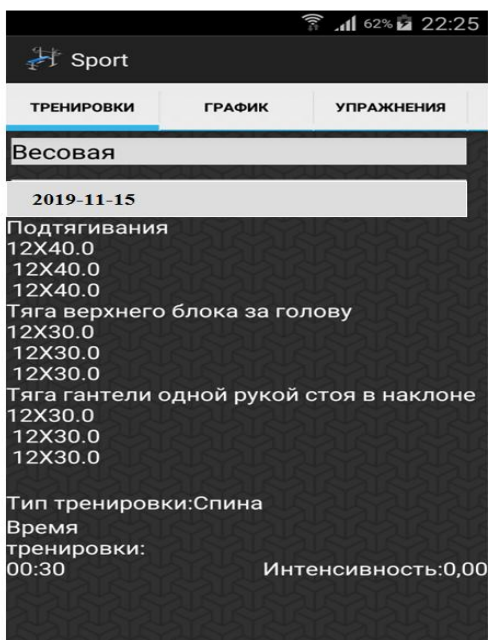 62% 22:25
Sport
ТРЕНИРОВКИ ГРАФИК УПРАЖНЕНИЯ
Весовая
2019-11-15
Подтягивания
12X40.0
12X40.0
12X40.0
Тяга верхнего блока за голову
12X30.0
12X30.0
12X30.0
Тяга гантели одной рукой стоя в наклоне
12X30.0
12X30.0
12X30.0
Тип тренировки:Спина
Время
тренировки:
00:30 Интенсивность:0,00